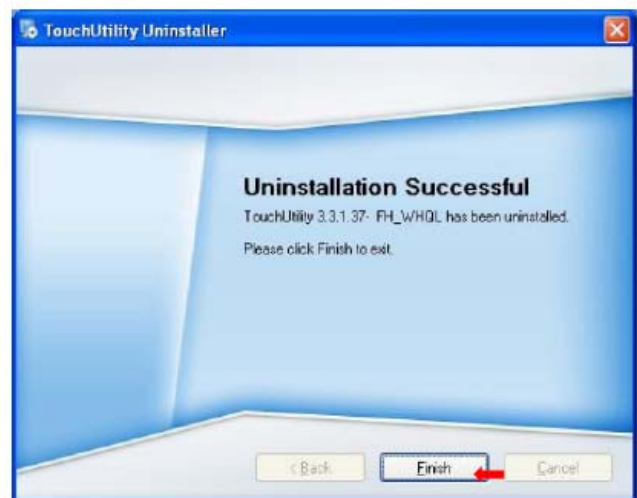 TouchUtility Uninstaller
Uninstallation Successful
TouchUtility 3.3.1.37- FH_WHQL has been uninstalled.
Please click Finish to exit.
< Back Finish Cancel